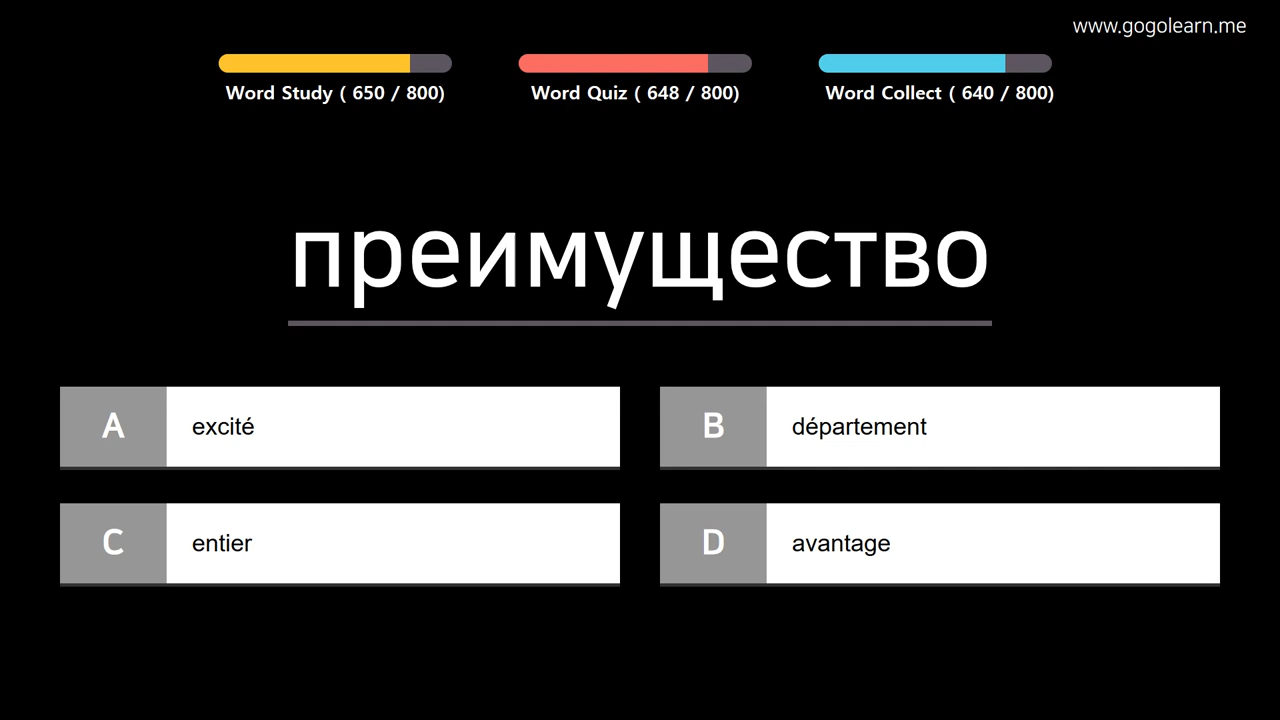 www.gogolearn.me
Word Study ( 650 / 800)
Word Quiz ( 648 / 800)
Word Collect ( 640 / 800)
преимущество
A excité
B département
C entier
D avantage